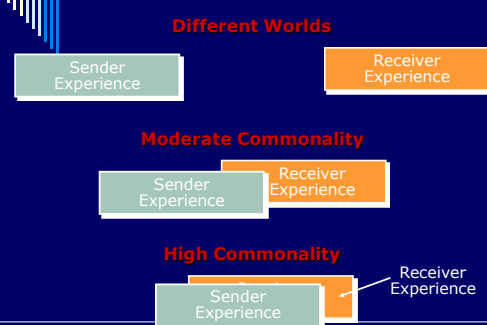 Different Worlds
Sender
Experience
Receiver
Experience
Moderate Commonality
Receiver
Experience
Sender
Experience
High Commonality
Receiver
Experience
Sender
Experience